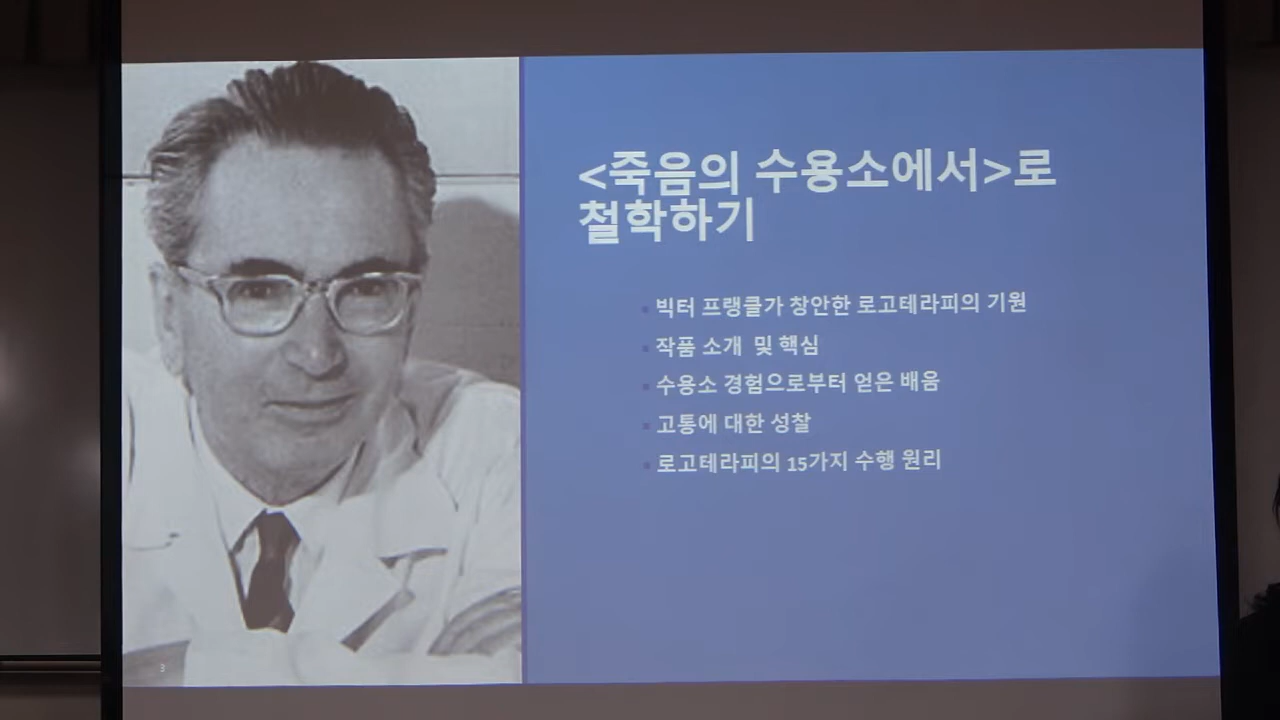 <죽음의 수용소에서>로
철학하기
빅터 프랭클가 창안한 로고테라피의 기원
작품 소개 및 핵심
수용소 경험으로부터 얻은 배움
고통에 대한 성찰
로고테라피의 15가지 수행 원리
3